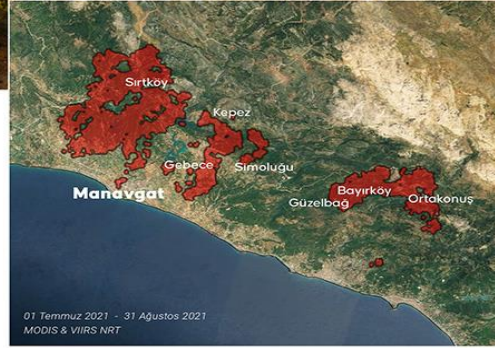 Sırtköy
Kepez
Gebece
Simoluğu
Manavgat
Bayırköy
Güzelbağ
Ortakonuş
01 Temmuz 2021 - 31 Ağustos 2021
MODIS & VIIRS NRT